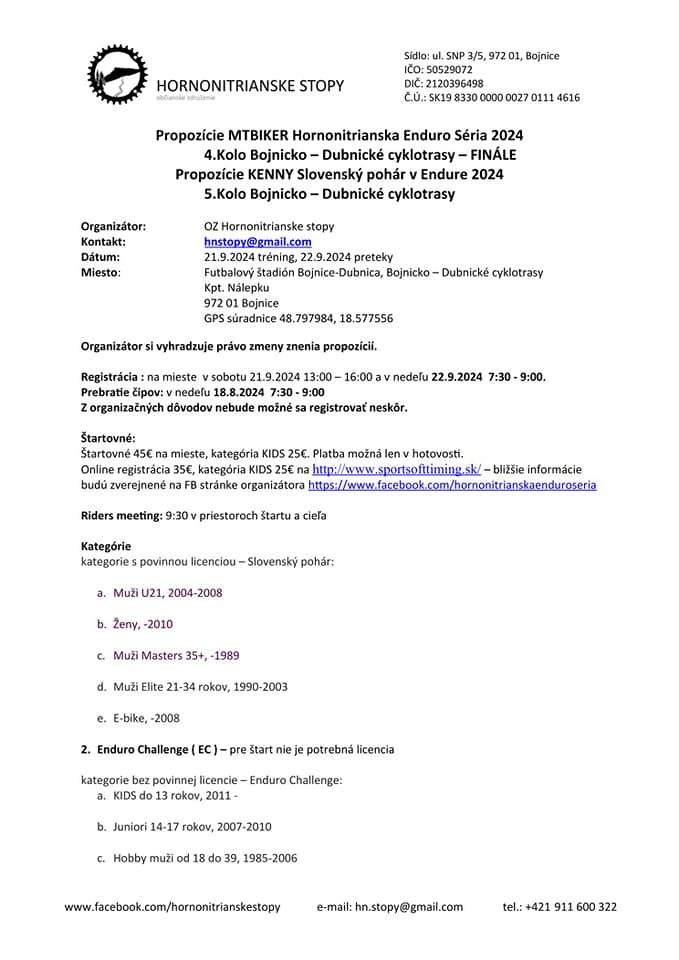 HORNONITRIANSKE STOPY
občianske združenie
Sídlo: ul. SNP 3/5, 972 01, Bojnice
IČO: 50529072
DIČ: 2120396498
Č.Ú.: SK19 8330 0000 0027 0111 4616
Propozície MTBIKER Hornonitrianska Enduro Séria 2024
4.Kolo Bojnicko – Dubnické cyklotrasy – FINÁLE
Propozície KENNY Slovenský pohár v Endure 2024
5.Kolo Bojnicko – Dubnické cyklotrasy
Organizátor: OZ Hornonitrianske stopy
Kontakt: hnstopy@gmail.com
Dátum: 21.9.2024 tréning, 22.9.2024 preteky
Miesto: Futbalový štadión Bojnice-Dubnica, Bojnicko – Dubnické cyklotrasy
Kpt. Nálepku
972 01 Bojnice
GPS súradnice 48.797984, 18.577556
Organizátor si vyhradzuje právo zmeny znenia propozícií.
Registrácia : na mieste v sobotu 21.9.2024 13:00 – 16:00 a v nedeľu 22.9.2024 7:30 - 9:00.
Prebratie čipov: v nedeľu 18.8.2024 7:30 - 9:00
Z organizačných dôvodov nebude možné sa registrovať neskôr.
Štartovné:
Štartovné 45€ na mieste, kategória KIDS 25€. Platba možná len v hotovosti.
Online registrácia 35€, kategória KIDS 25€ na http://www.sportsofttiming.sk/ – bližšie informácie
budú zverejnené na FB stránke organizátora https://www.facebook.com/hornonitrianskaenduroseria
Riders meeting: 9:30 v priestoroch štartu a cieľa
Kategórie
kategorie s povinnou licenciou – Slovenský pohár:
a. Muži U21, 2004-2008
b. Ženy, -2010
c. Muži Masters 35+, -1989
d. Muži Elite 21-34 rokov, 1990-2003
e. E-bike, -2008
2. Enduro Challenge ( EC ) – pre štart nie je potrebná licencia
kategorie bez povinnej licencie – Enduro Challenge:
a. KIDS do 13 rokov, 2011 -
b. Juniori 14-17 rokov, 2007-2010
c. Hobby muži od 18 do 39, 1985-2006
www.facebook.com/hornonitrianskestopy e-mail: hn.stopy@gmail.com tel.: +421 911 600 322